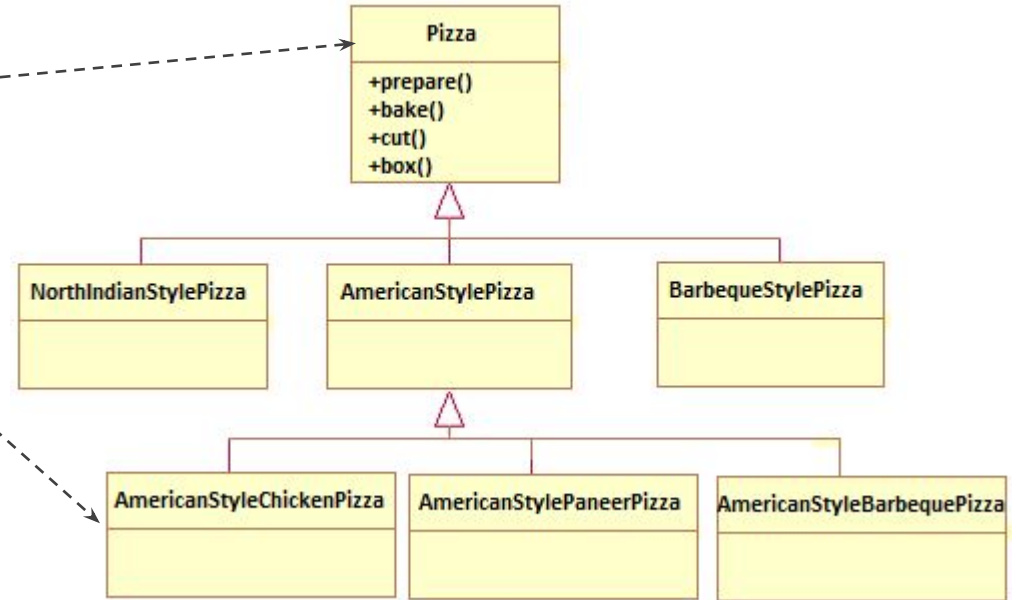 Pizza
+prepare()
+bake()
+cut()
+box()
NorthIndianStylePizza
AmericanStylePizza
BarbequeStylePizza
AmericanStyleChickenPizza
AmericanStylePaneerPizza
AmericanStyleBarbequePizza